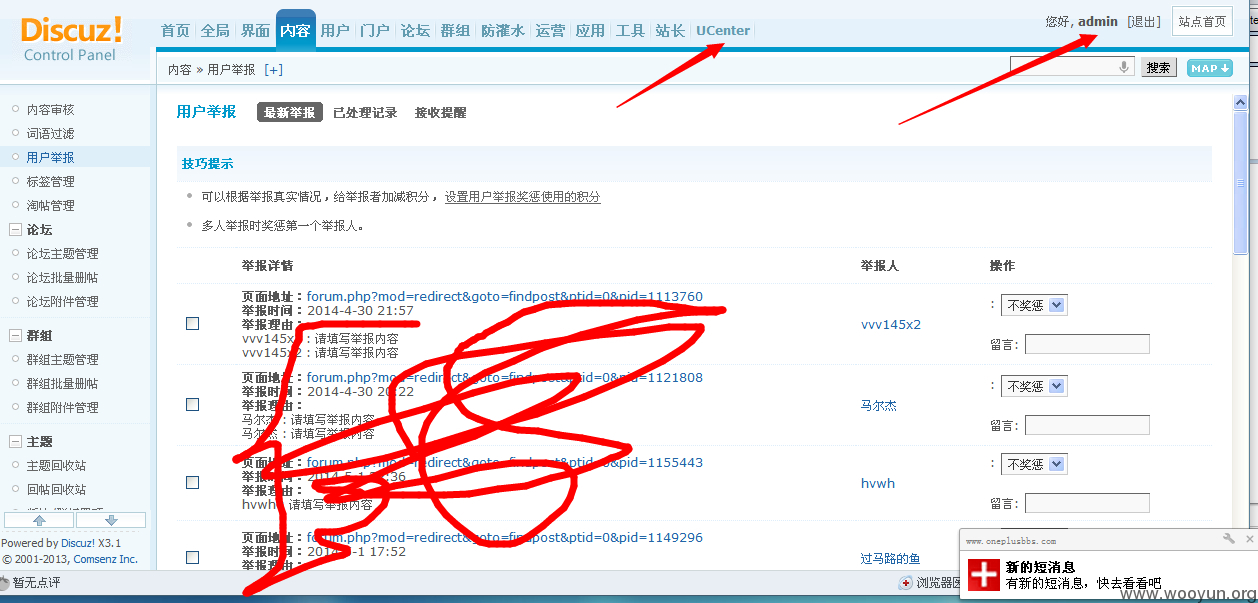 Discuz!
Control Panel
首页 全局 界面 内容 用户 门户 论坛 群组 防灌水 运营 应用 工具 站长 UCenter
您好, admin [退出] 站点首页
内容 » 用户举报 [+]
搜索 MAP
内容审核
词语过滤
用户举报
标签管理
淘帖管理
论坛
论坛主题管理
论坛批量删帖
论坛附件管理
群组
群组主题管理
群组批量删帖
群组附件管理
主题
主题回收站
回帖回收站
Powered by Discuz! X3.1
© 2001-2013, Comsenz Inc.
用户举报 最新举报 已处理记录 接收提醒
技巧提示
可以根据举报真实情况，给举报者加减积分， 设置用户举报奖惩使用的积分
多人举报时奖惩第一个举报人。
举报详情 举报人 操作
页面地址：forum.php?mod=redirect&goto=findpost&ptid=0&pid=1113760
举报时间：2014-4-30 21:57
举报理由：
vvv145x2：请填写举报内容
vvv145x2：请填写举报内容
vvv145x2
: 不奖惩
留言:
页面地址：forum.php?mod=redirect&goto=findpost&ptid=0&pid=1121808
举报时间：2014-4-30 2 :22
举报理由：
马尔杰：请填写举报内容
马尔杰：请填写举报内容
马尔杰
: 不奖惩
留言:
页面地址：forum.php?mod=redirect&goto=findpost&ptid=0&pid=1155443
举报时间：2014-5-1 :36
举报理由：
hvwh：请填写举报内容
hvwh
: 不奖惩
留言:
页面地址：forum.php?mod=redirect&goto=findpost&ptid=0&pid=1149296
举报时间：2014-5-1 17:52
举报理由：
过马路的鱼
暂无点评
浏览器医
www.oneplusbbs.com
新的短消息
有新的短消息，快去看看吧
www.wooyun.org